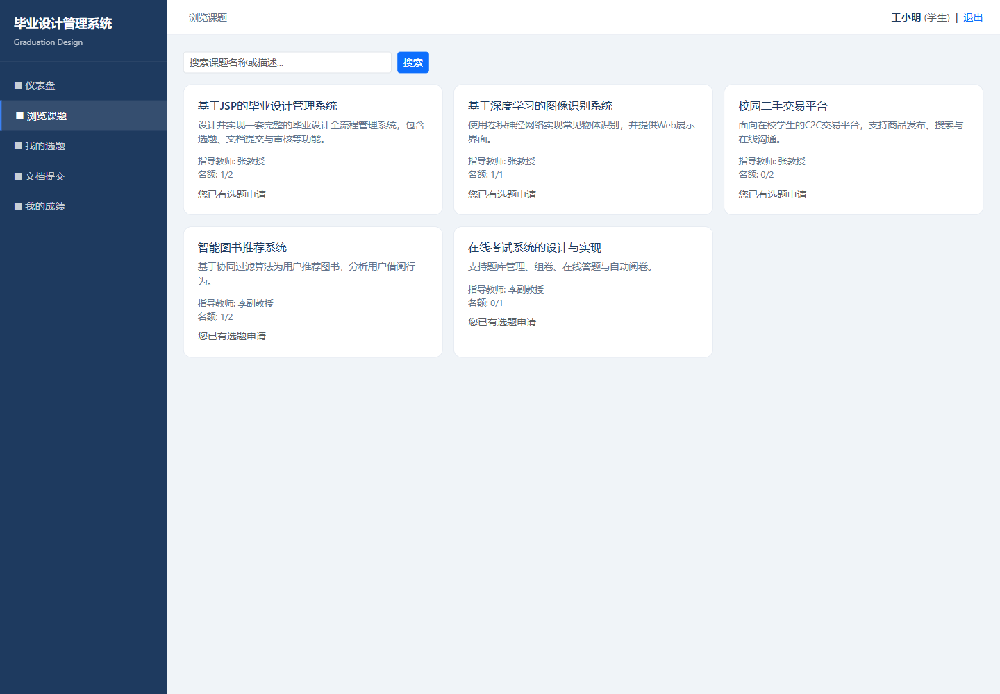 毕业设计管理系统
Graduation Design
仪表盘
浏览课题
我的选题
文档提交
我的成绩
浏览课题
王小明 (学生) | 退出
搜索课题名称或描述...
搜索
基于JSP的毕业设计管理系统
设计并实现一套完整的毕业设计全流程管理系统，包含
选题、文档提交与审核等功能。
指导教师: 张教授
名额: 1/2
您已有选题申请
基于深度学习的图像识别系统
使用卷积神经网络实现常见物体识别，并提供Web展示
界面。
指导教师: 张教授
名额: 1/1
您已有选题申请
校园二手交易平台
面向在校学生的C2C交易平台，支持商品发布、搜索与
在线沟通。
指导教师: 张教授
名额: 0/2
您已有选题申请
智能图书推荐系统
基于协同过滤算法为用户推荐图书，分析用户借阅行
为。
指导教师: 李副教授
名额: 1/2
您已有选题申请
在线考试系统的设计与实现
支持题库管理、组卷、在线答题与自动阅卷。
指导教师: 李副教授
名额: 0/1
您已有选题申请